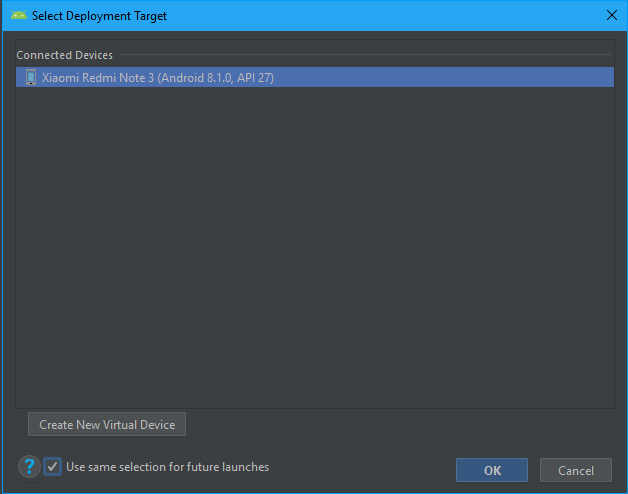 Select Deployment Target
Connected Devices
Xiaomi Redmi Note 3 (Android 8.1.0, API 27)
Create New Virtual Device
? Use same selection for future launches
OK
Cancel